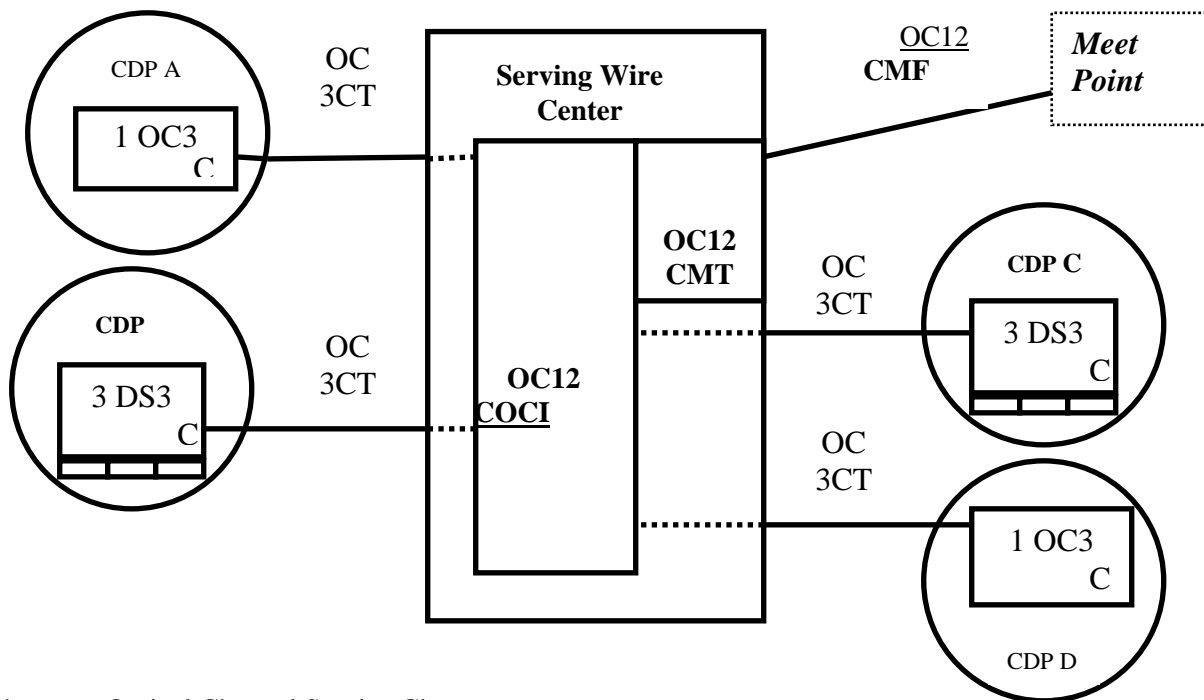 CDP A
1 OC3
C
OC
3CT
Serving Wire
Center
OC12
CMF
Meet
Point
CDP
3 DS3
C
OC
3CT
OC12
COCI
OC12
CMT
OC
3CT
CDP C
3 DS3
C
OC
3CT
1 OC3
C
CDP D